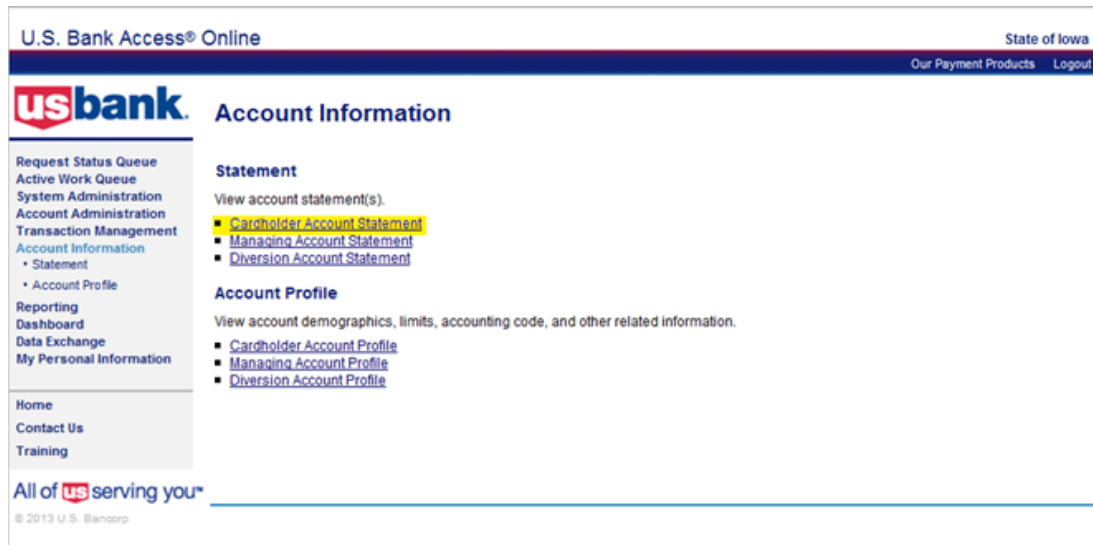 U.S. Bank Access® Online
State of Iowa
Our Payment Products Logout
usbank.
Account Information
Request Status Queue
Active Work Queue
System Administration
Account Administration
Transaction Management
Account Information
• Statement
• Account Profile
Reporting
Dashboard
Data Exchange
My Personal Information
Home
Contact Us
Training
Statement
View account statement(s).
▪ Cardholder Account Statement
▪ Managing Account Statement
▪ Diversion Account Statement
Account Profile
View account demographics, limits, accounting code, and other related information.
▪ Cardholder Account Profile
▪ Managing Account Profile
▪ Diversion Account Profile
All of us serving you℠
© 2013 U.S. Bancorp